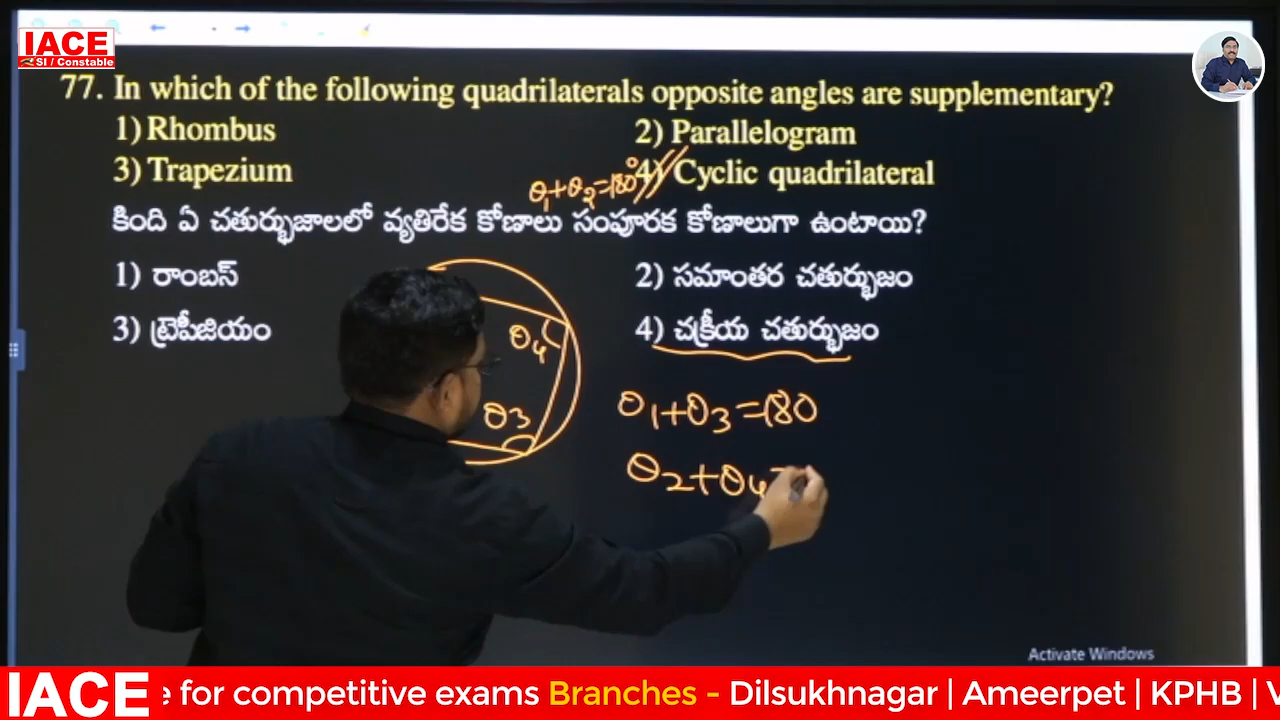 IACE
SI / Constable
77. In which of the following quadrilaterals opposite angles are supplementary?
1) Rhombus
2) Parallelogram
3) Trapezium
4) Cyclic quadrilateral
θ1+θ2=180°
కింది ఏ చతుర్భుజాలలో వ్యతిరేక కోణాలు సంపూరక కోణాలుగా ఉంటాయి?
1) రాంబస్
2) సమాంతర చతుర్భుజం
3) ట్రెపీజియం
4) చక్రీయ చతుర్భుజం
θ4
θ3
θ1+θ3=180
θ2+θ4=
Activate Windows
IACE e for competitive exams Branches - Dilsukhnagar | Ameerpet | KPHB | V